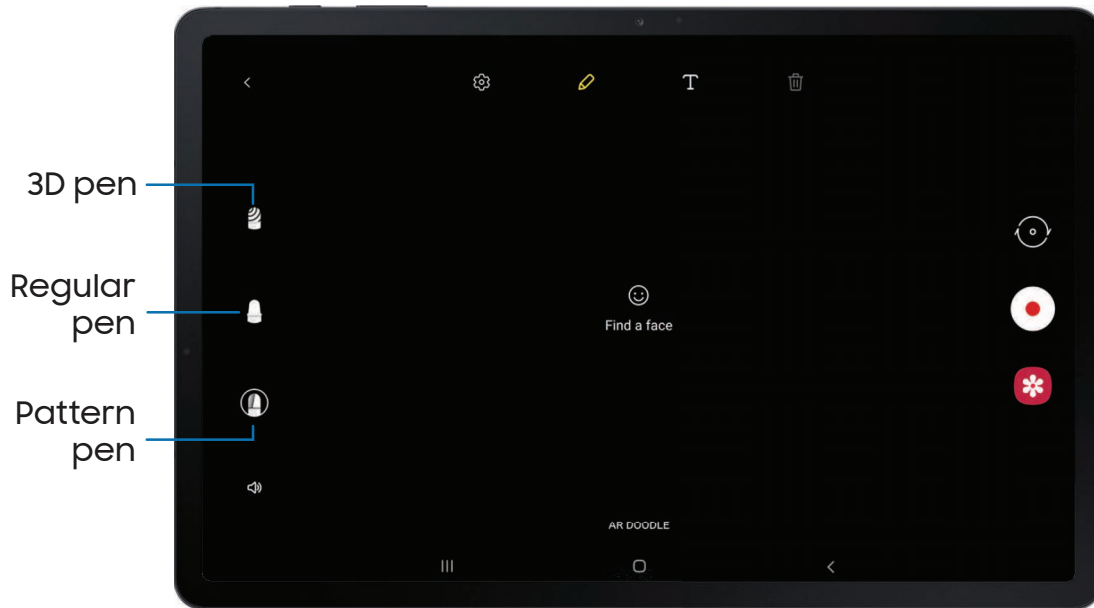 T
3D pen
Regular
pen
Find a face
Pattern
pen
AR DOODLE